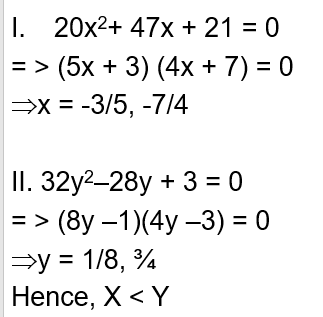 I. 20x²+ 47x + 21 = 0
= > (5x + 3) (4x + 7) = 0
⇒x = -3/5, -7/4
II. 32y²–28y + 3 = 0
= > (8y –1)(4y –3) = 0
⇒y = 1/8, ¾
Hence, X < Y